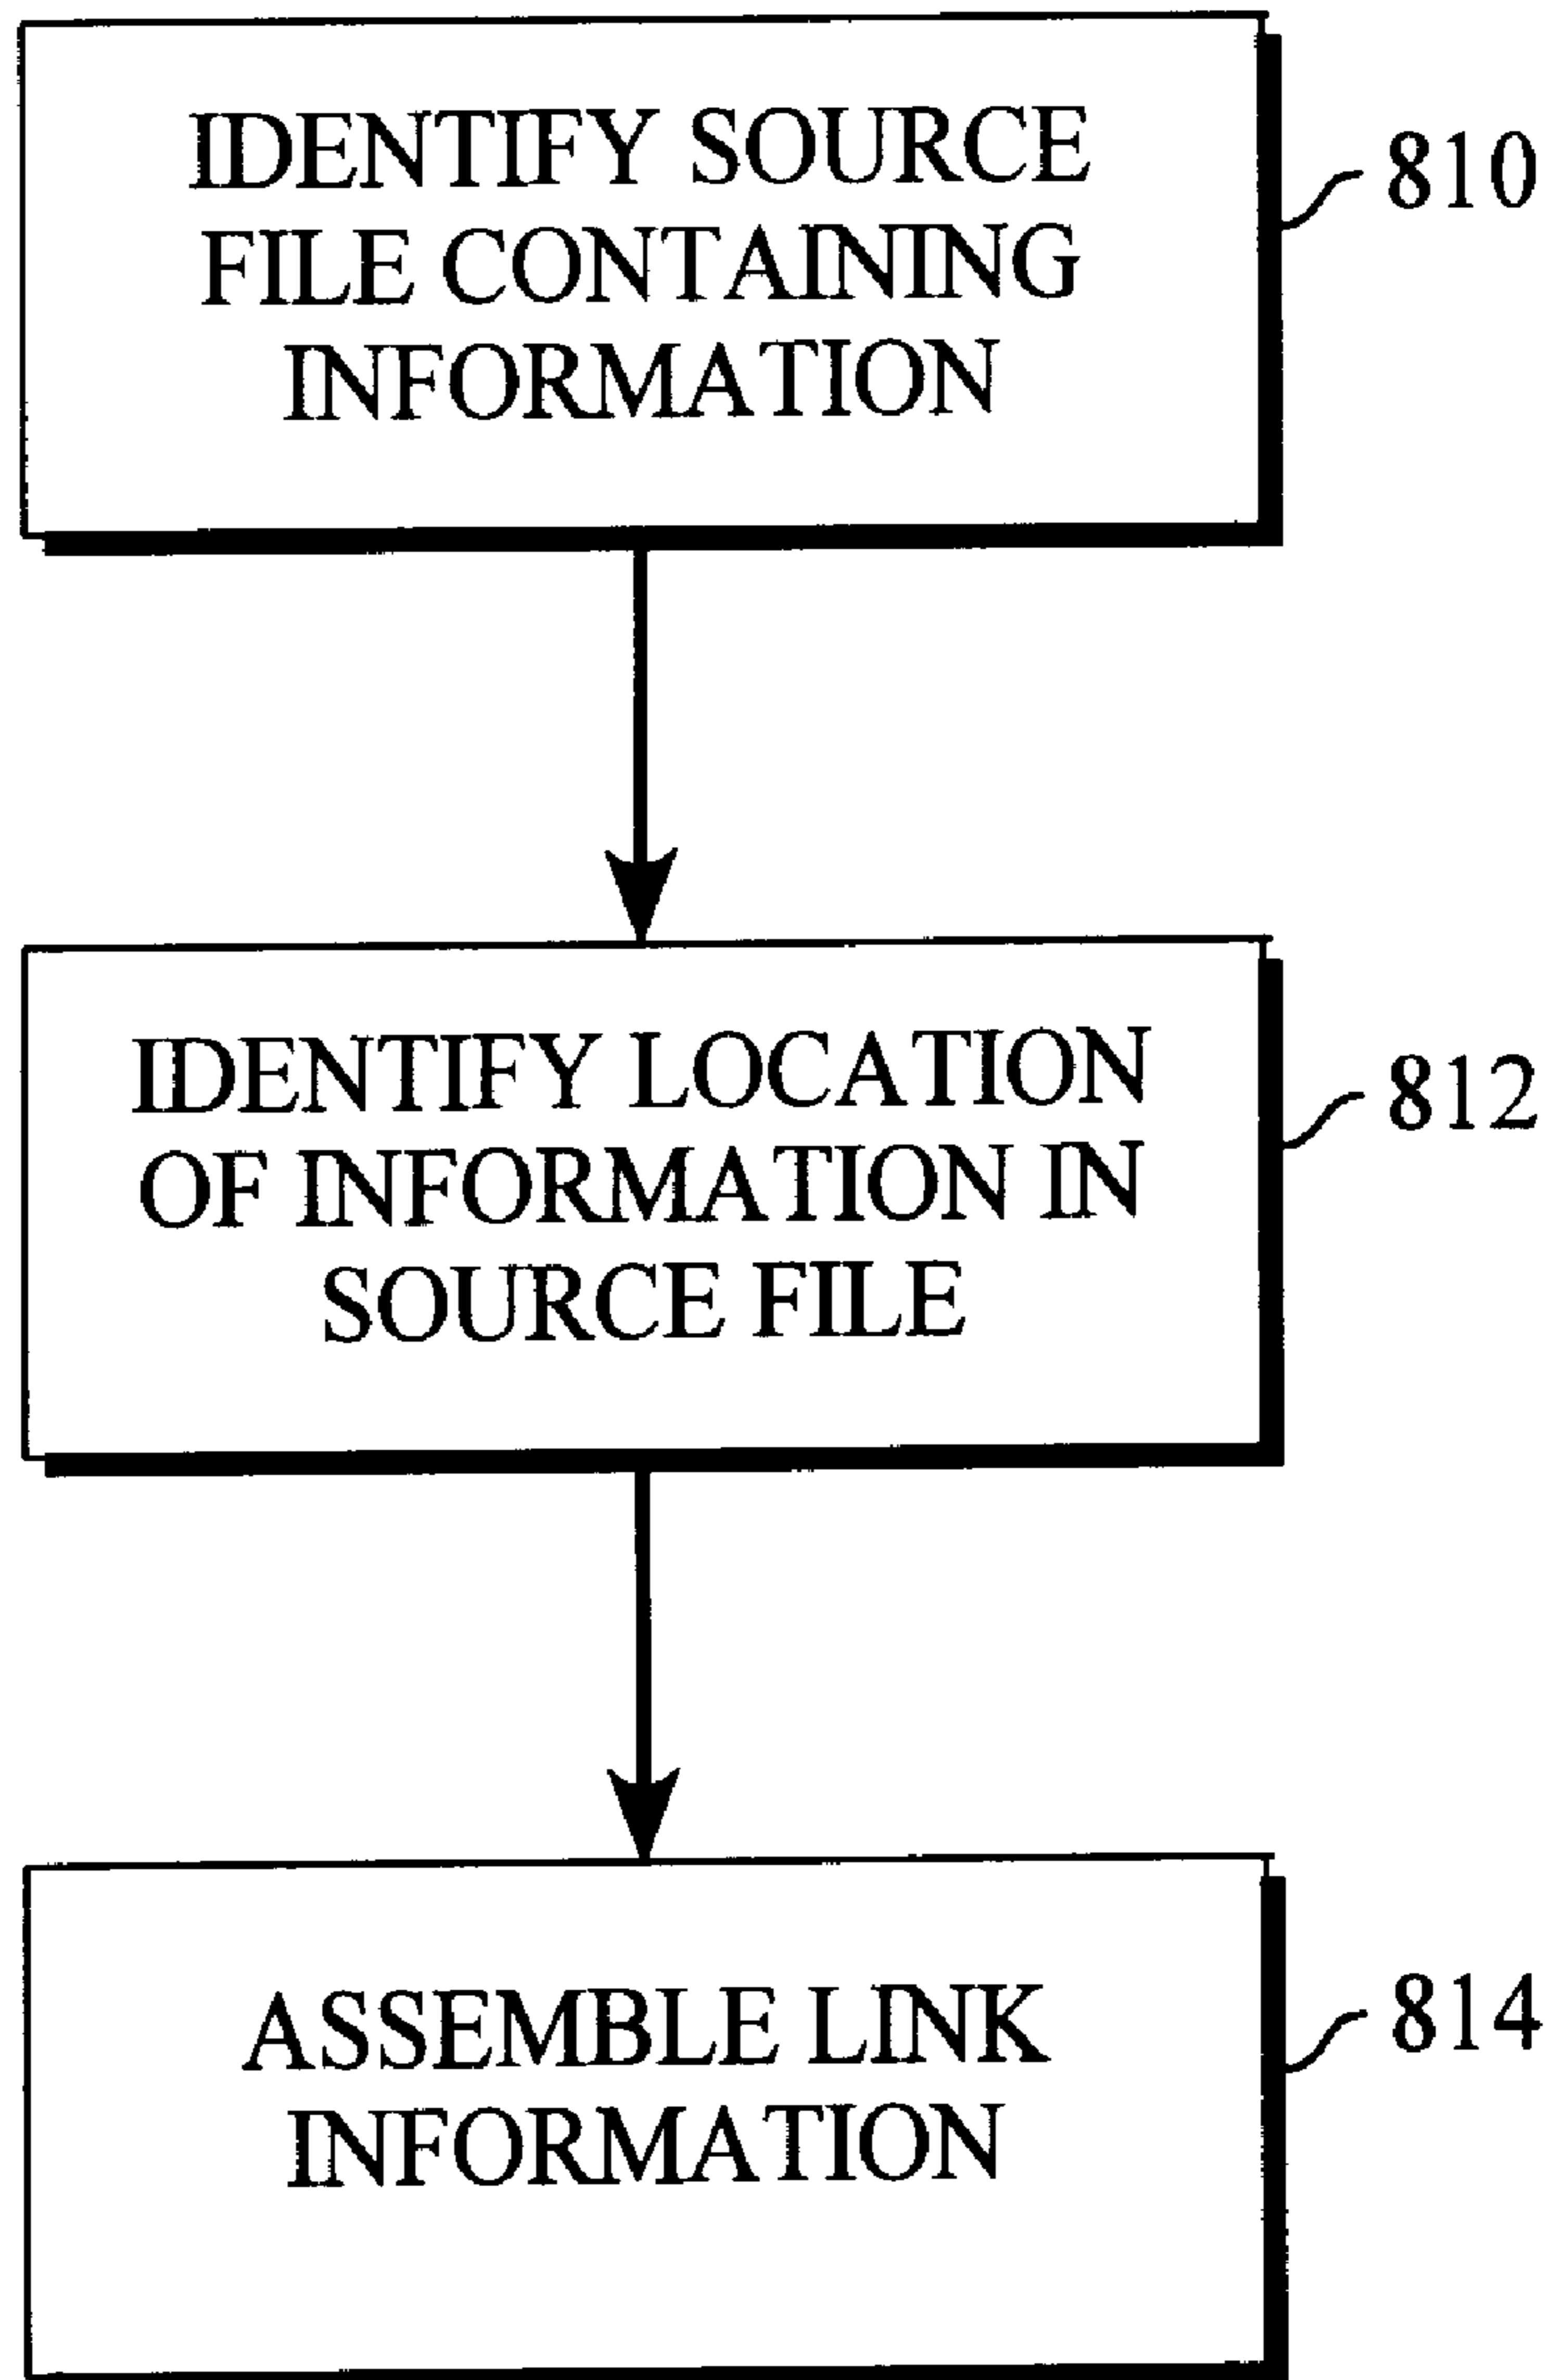 IDENTIFY SOURCE
FILE CONTAINING
INFORMATION
810
IDENTIFY LOCATION
OF INFORMATION IN
SOURCE FILE
812
ASSEMBLE LINK
INFORMATION
814